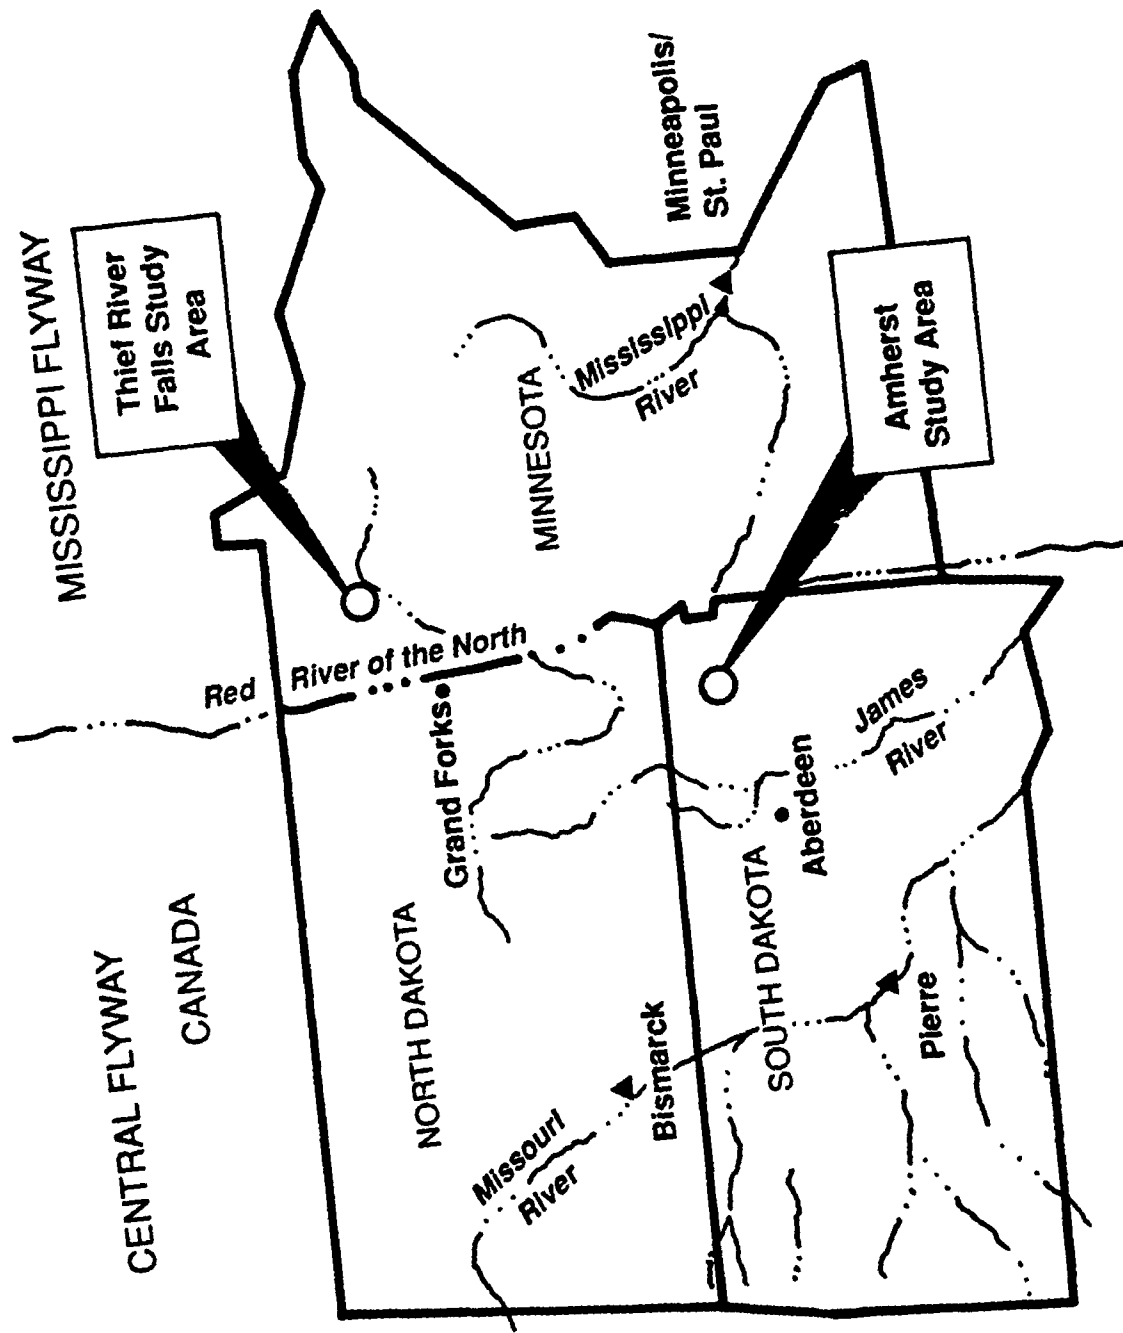 CENTRAL FLYWAY
MISSISSIPPI FLYWAY
CANADA
Thief River
Falls Study
Area
Red River of the North
Grand Forks
NORTH DAKOTA
MINNESOTA
Missouri
River
Bismarck
Mississippi
River
Minneapolis/
St. Paul
SOUTH DAKOTA
Aberdeen
James
River
Pierre
Amherst
Study Area